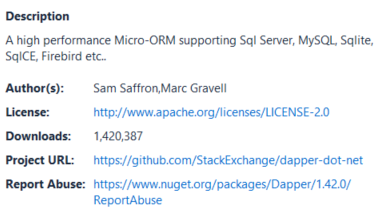 Description
A high performance Micro-ORM supporting Sql Server, MySQL, Sqlite,
SqlCE, Firebird etc..
Author(s): Sam Saffron,Marc Gravell
License: http://www.apache.org/licenses/LICENSE-2.0
Downloads: 1,420,387
Project URL: https://github.com/StackExchange/dapper-dot-net
Report Abuse: https://www.nuget.org/packages/Dapper/1.42.0/
ReportAbuse